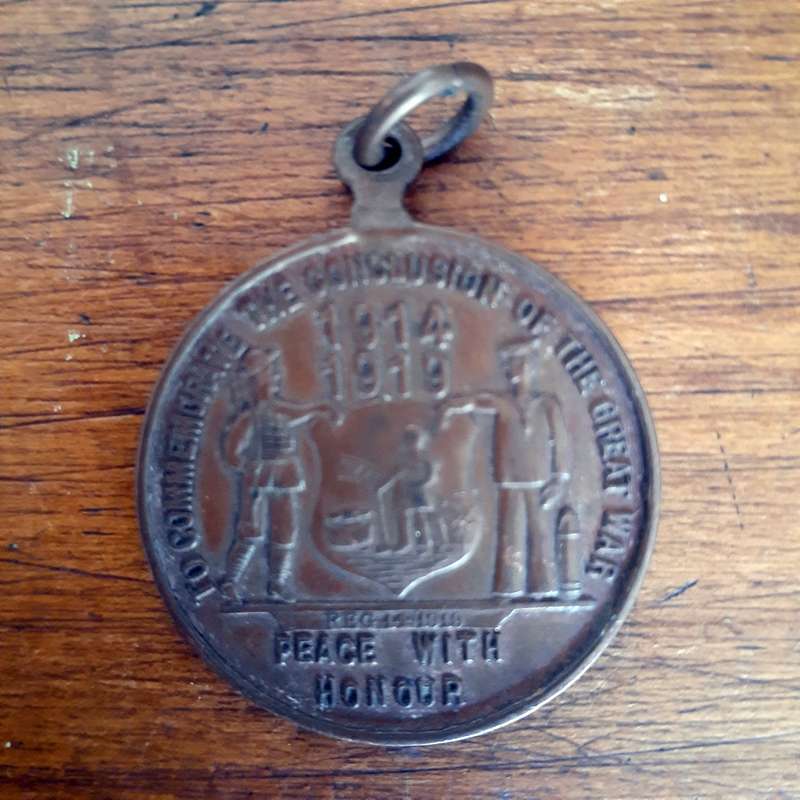 TO COMMEMORATE THE CONCLUSION OF THE GREAT WAR
1914
1919
PEACE WITH
HONOUR